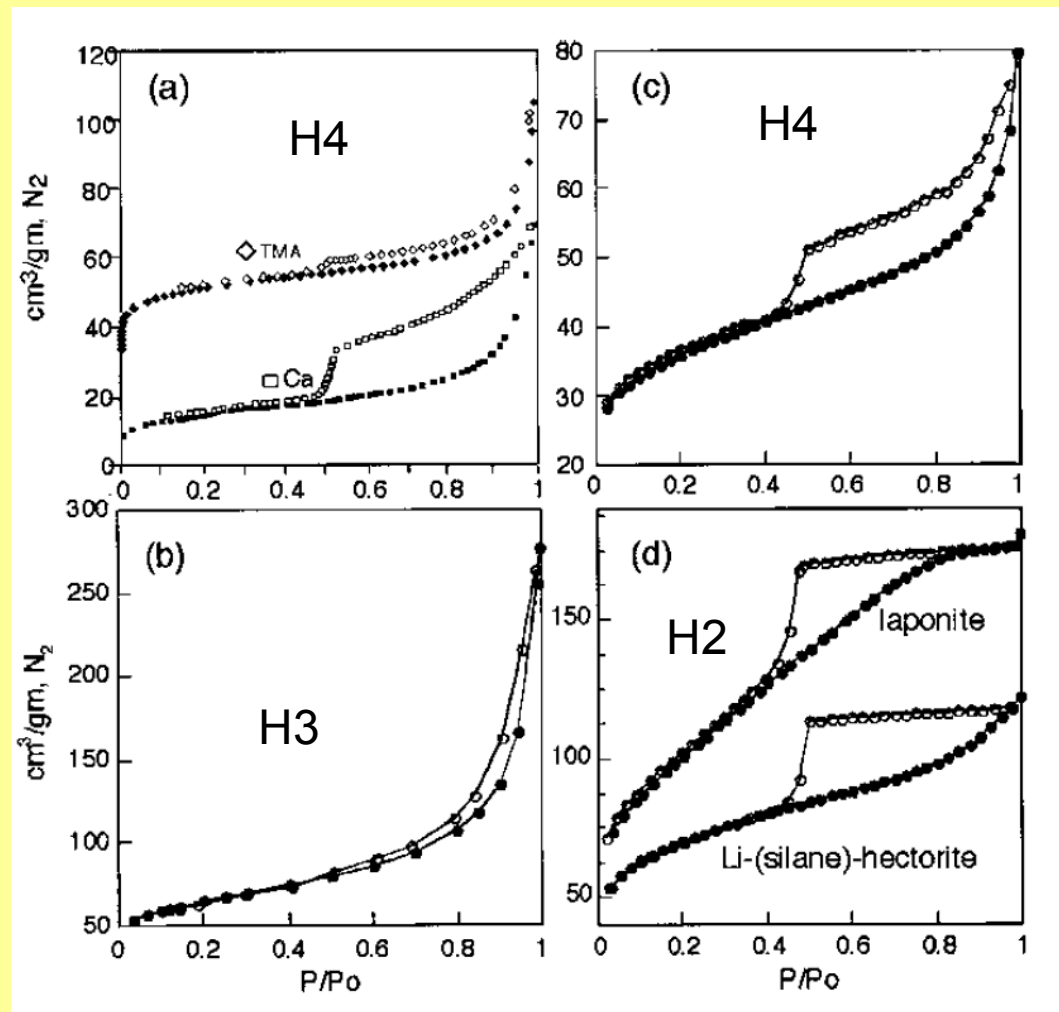 120
(a)
H4
100
80
cm³/gm, N₂
◇ TMA
60
40
□ Ca
20
0
0 0.2 0.4 0.6 0.8 1
80
(c)
H4
70
60
50
40
30
20
0 0.2 0.4 0.6 0.8 1
300
(b)
250
200
cm³/gm, N₂
H3
150
100
50
0 0.2 0.4 0.6 0.8 1
P/Po
(d)
150
laponite
H2
100
Li-(silane)-hectorite
50
0 0.2 0.4 0.6 0.8 1
P/Po